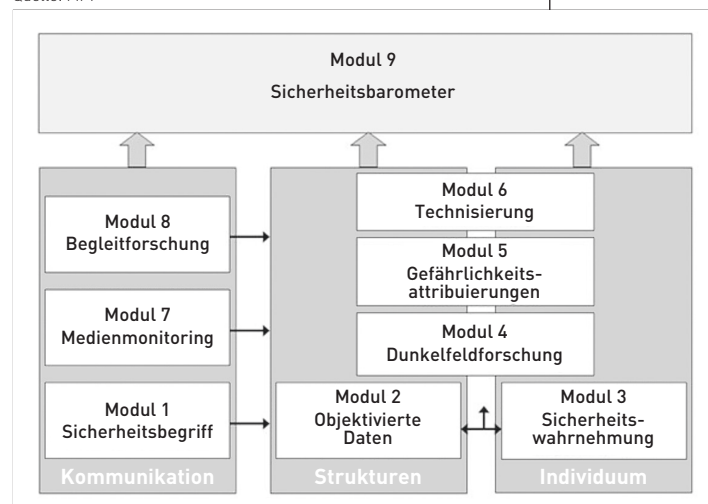 Modul 9
Sicherheitsbarometer
Modul 8
Begleitforschung
Modul 7
Medienmonitoring
Modul 1
Sicherheitsbegriff
Kommunikation
Modul 6
Technisierung
Modul 5
Gefährlichkeits-
attribuierungen
Modul 4
Dunkelfeldforschung
Modul 2
Objektivierte
Daten
Strukturen
Modul 3
Sicherheits-
wahrnehmung
Individuum